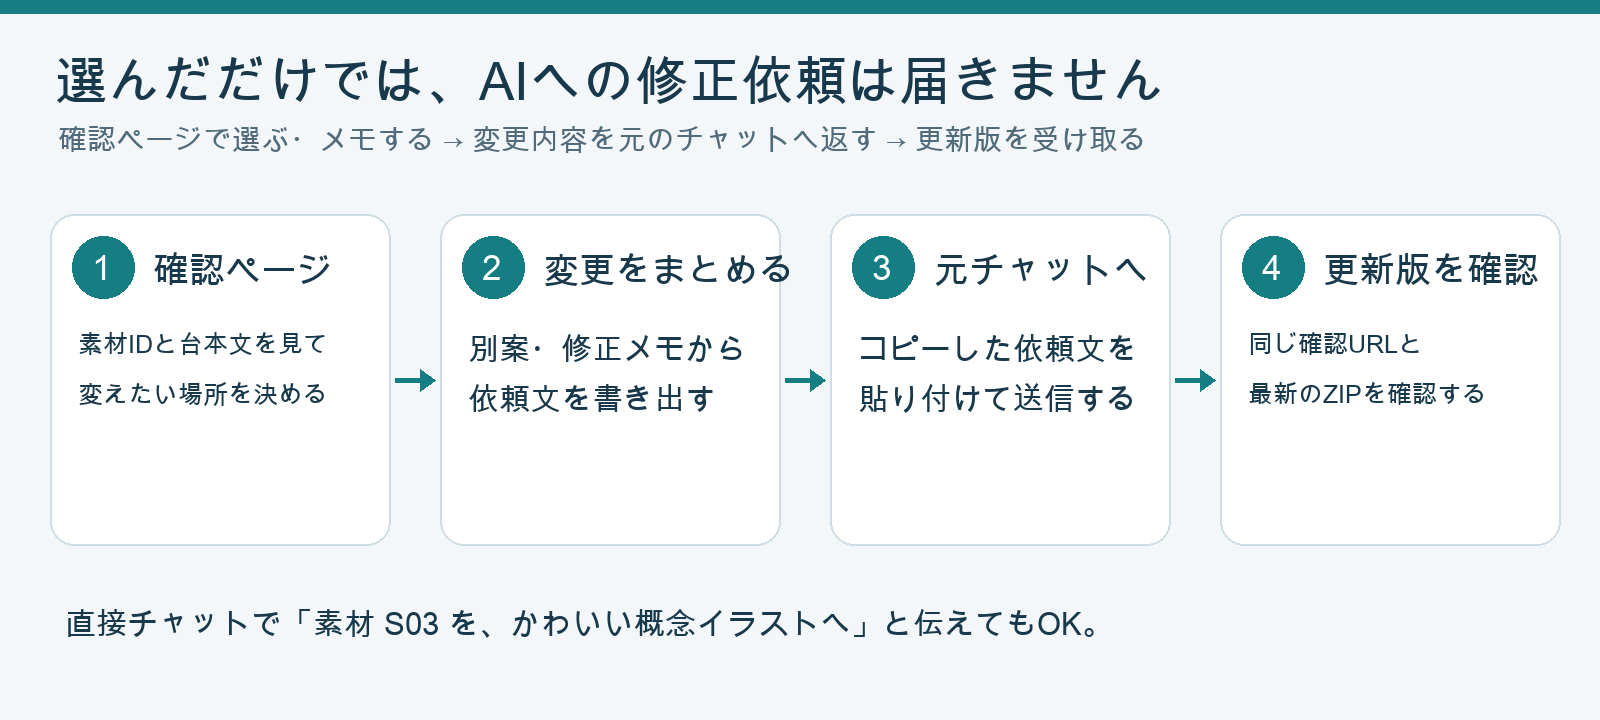 選んだだけでは、AIへの修正依頼は届きません
確認ページで選ぶ・メモする → 変更内容を元のチャットへ返す → 更新版を受け取る
1 確認ページ
素材IDと台本文を見て
変えたい場所を決める
2 変更をまとめる
別案・修正メモから
依頼文を書き出す
3 元チャットへ
コピーした依頼文を
貼り付けて送信する
4 更新版を確認
同じ確認URLと
最新のZIPを確認する
直接チャットで「素材 S03 を、かわいい概念イラストへ」と伝えてもOK。